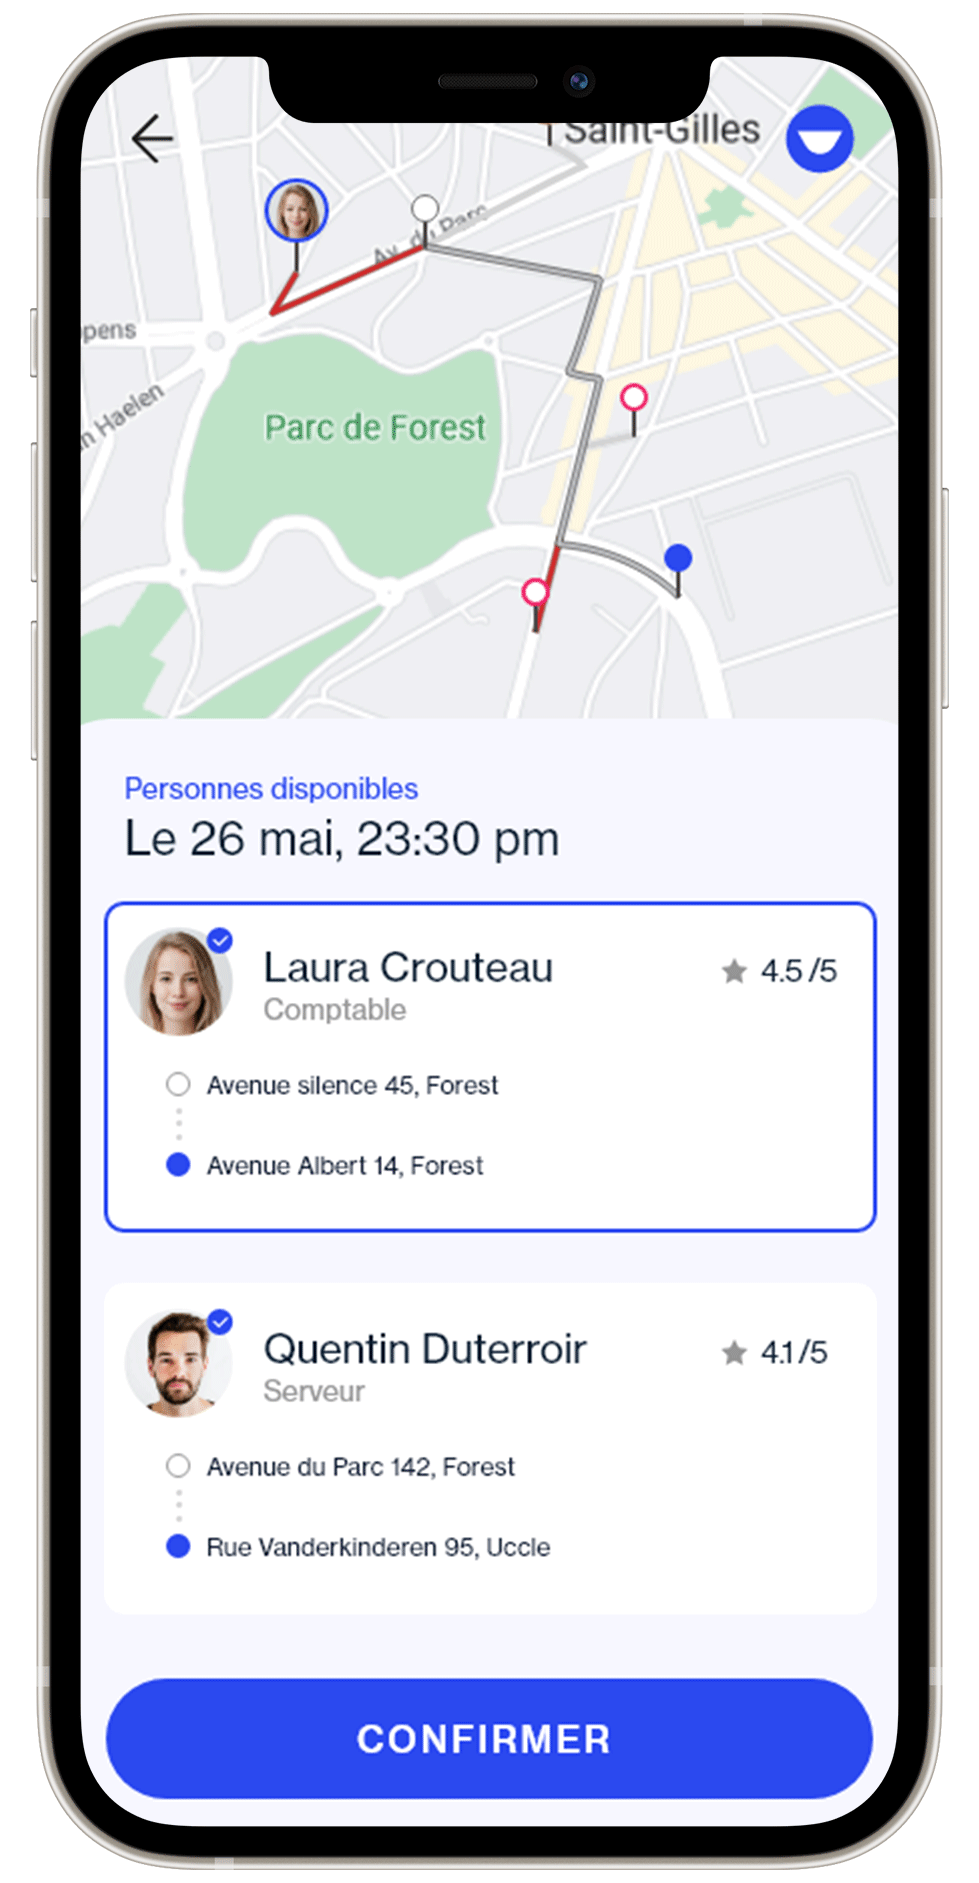 Saint-Gilles
Av. du Parc
pens
n Haelen
Parc de Forest
Personnes disponibles
Le 26 mai, 23:30 pm
Laura Crouteau
4.5/5
Comptable
Avenue silence 45, Forest
Avenue Albert 14, Forest
Quentin Duterroir
4.1/5
Serveur
Avenue du Parc 142, Forest
Rue Vanderkinderen 95, Uccle
CONFIRMER